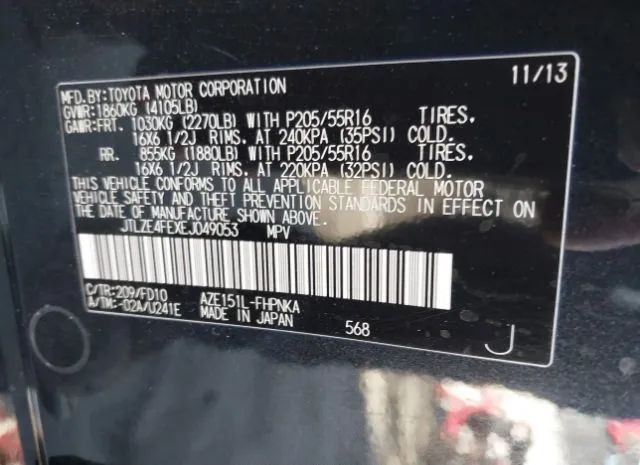 MFD.BY:TOYOTA MOTOR CORPORATION 11/13
GVWR:1860KG (4105LB)
GAWR:FRT. 1030KG (2270LB) WITH P205/55R16 TIRES.
16X6 1/2J RIMS. AT 240KPA (35PSI) COLD.
RR. 855KG (1880LB) WITH P205/55R16 TIRES.
16X6 1/2J RIMS. AT 220KPA (32PSI) COLD.
THIS VEHICLE CONFORMS TO ALL APPLICABLE FEDERAL MOTOR
VEHICLE SAFETY AND THEFT PREVENTION STANDARDS IN EFFECT ON
THE DATE OF MANUFACTURE SHOWN ABOVE.
JTLZE4FEXEJ049053 MPV
C/TR:209/FD10 AZE151L-FHPNKA
A/TM:-02A/U241E MADE IN JAPAN 568 J